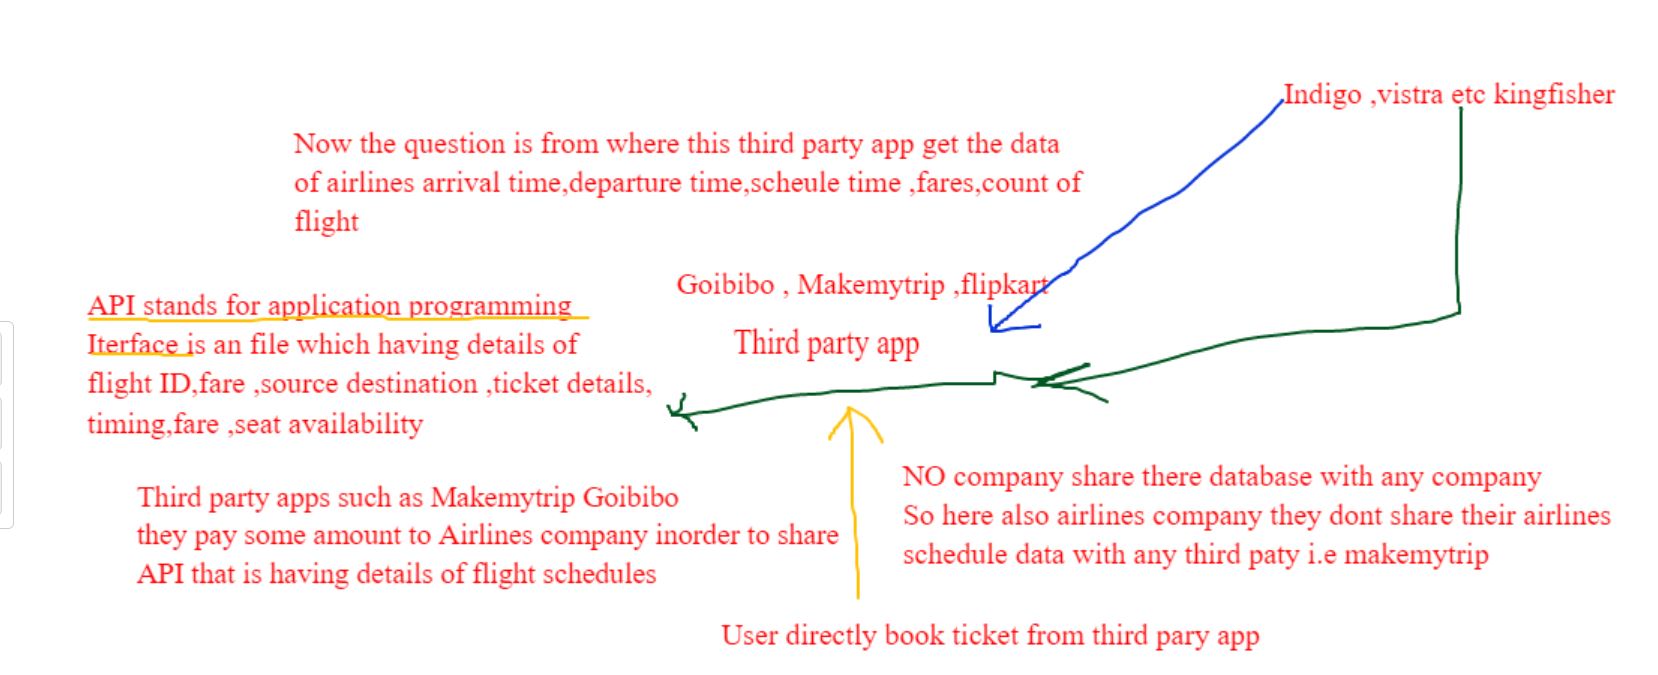 Indigo ,vistra etc kingfisher
Now the question is from where this third party app get the data
of airlines arrival time,departure time,scheule time ,fares,count of
flight
Goibibo , Makemytrip ,flipkart
Third party app
API stands for application programming
Iterface is an file which having details of
flight ID,fare ,source destination ,ticket details,
timing,fare ,seat availability
Third party apps such as Makemytrip Goibibo
they pay some amount to Airlines company inorder to share
API that is having details of flight schedules
NO company share there database with any company
So here also airlines company they dont share their airlines
schedule data with any third paty i.e makemytrip
User directly book ticket from third pary app